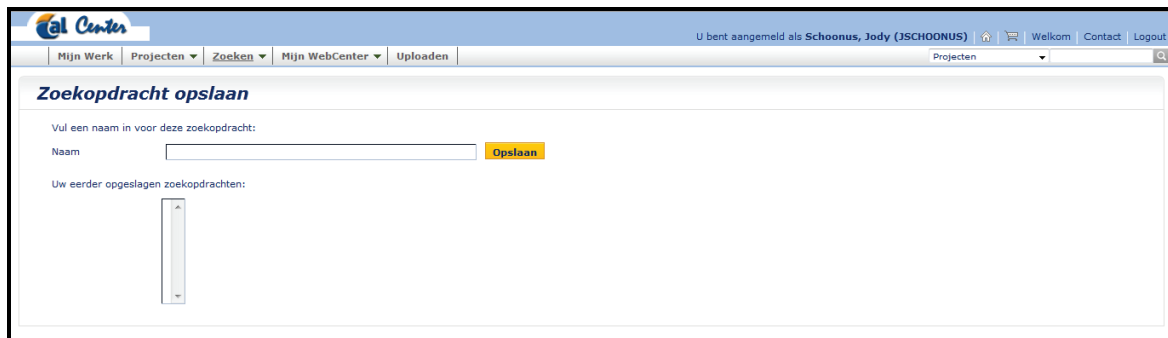 al Center
U bent aangemeld als Schoonus, Jody (JSCHOONUS) | Welkom | Contact | Logout
Mijn Werk | Projecten | Zoeken | Mijn WebCenter | Uploaden
Projecten
Zoekopdracht opslaan
Vul een naam in voor deze zoekopdracht:
Naam Opslaan
Uw eerder opgeslagen zoekopdrachten: